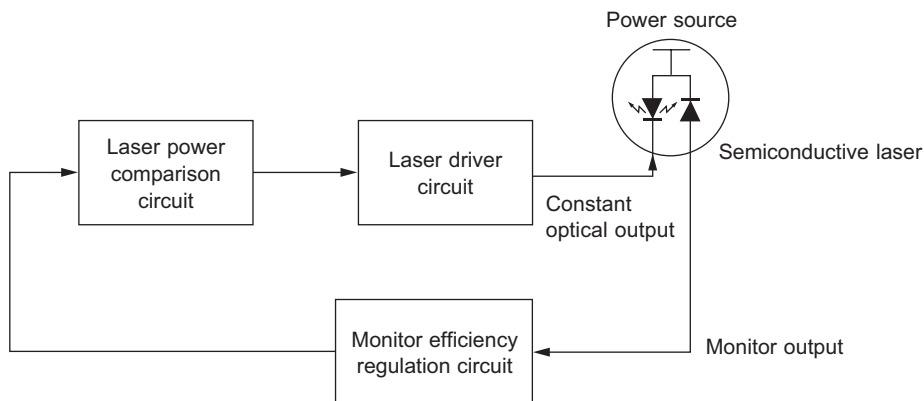 Power source
Laser power
comparison
circuit
Laser driver
circuit
Semiconductive laser
Constant
optical output
Monitor efficiency
regulation circuit
Monitor output